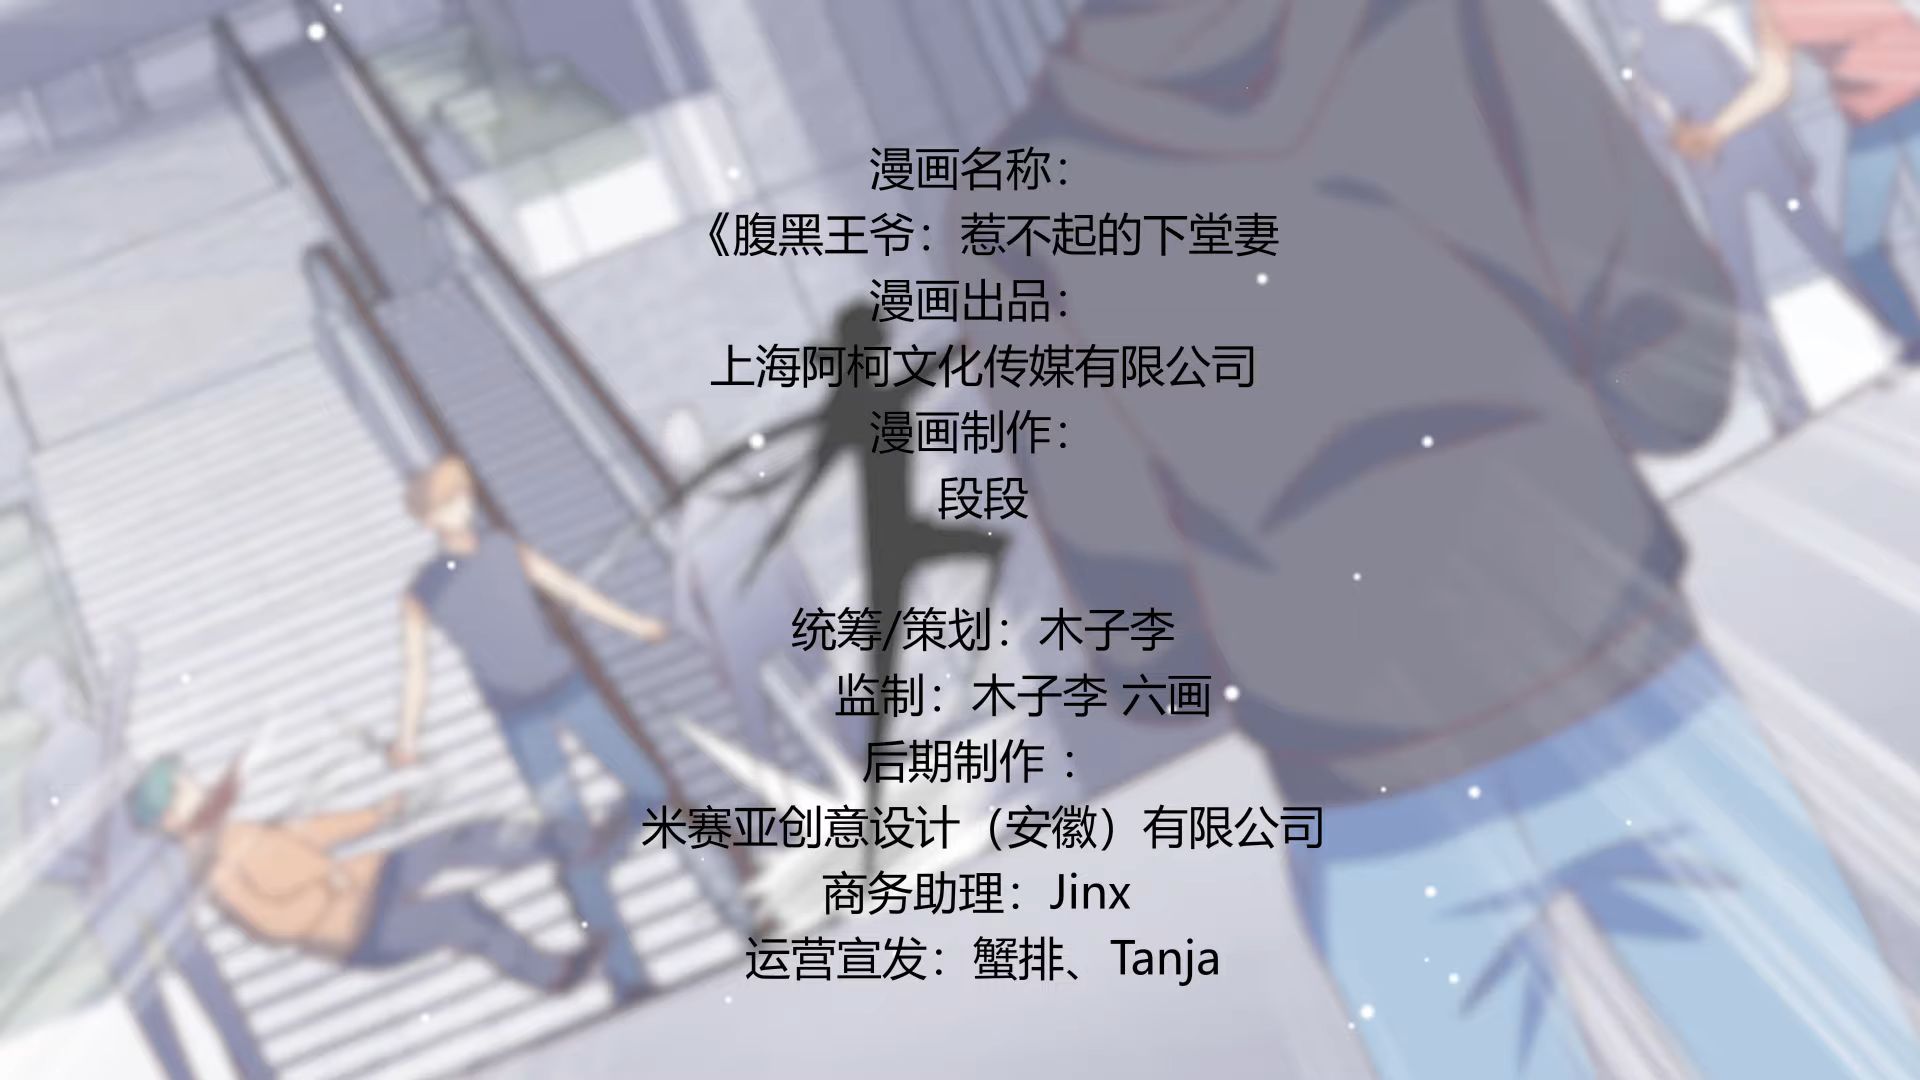 漫画名称：
《腹黑王爷：惹不起的下堂妻
漫画出品：
上海阿柯文化传媒有限公司
漫画制作：
段段
统筹/策划：木子李
监制：木子李 六画
后期制作 ：
米赛亚创意设计（安徽）有限公司
商务助理：Jinx
运营宣发：蟹排、Tanja